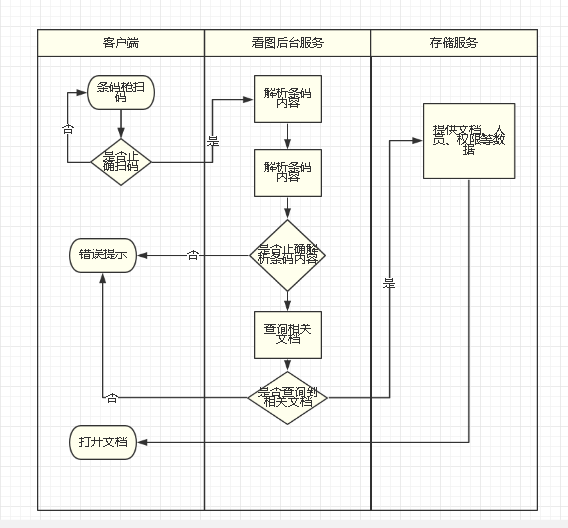 客户端
看图后台服务
存储服务
条码枪扫
码
否
是否正
确扫码
是
解析条码
内容
提供文档、人
员、权限等数
据
解析条码
内容
错误提示
否
是否正确解
析条码内容
是
查询相关
文档
否
是否查询到
相关文档
打开文档